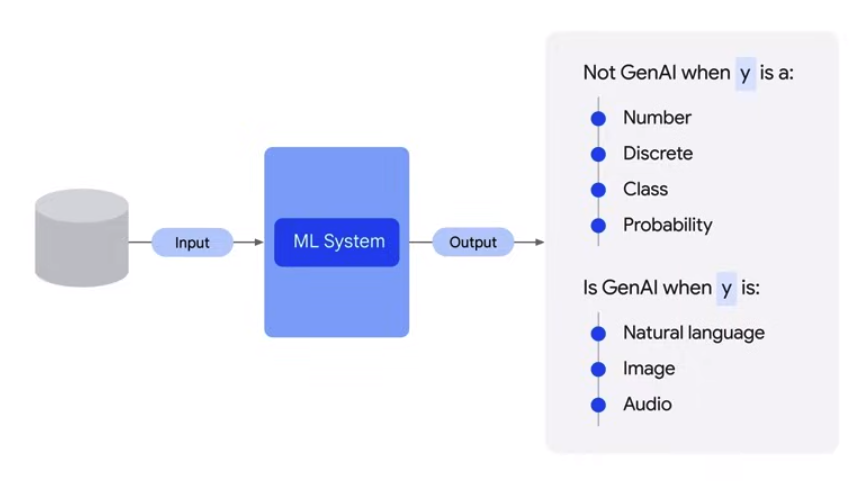 Input
ML System
Output
Not GenAI when y is a:
Number
Discrete
Class
Probability
Is GenAI when y is:
Natural language
Image
Audio